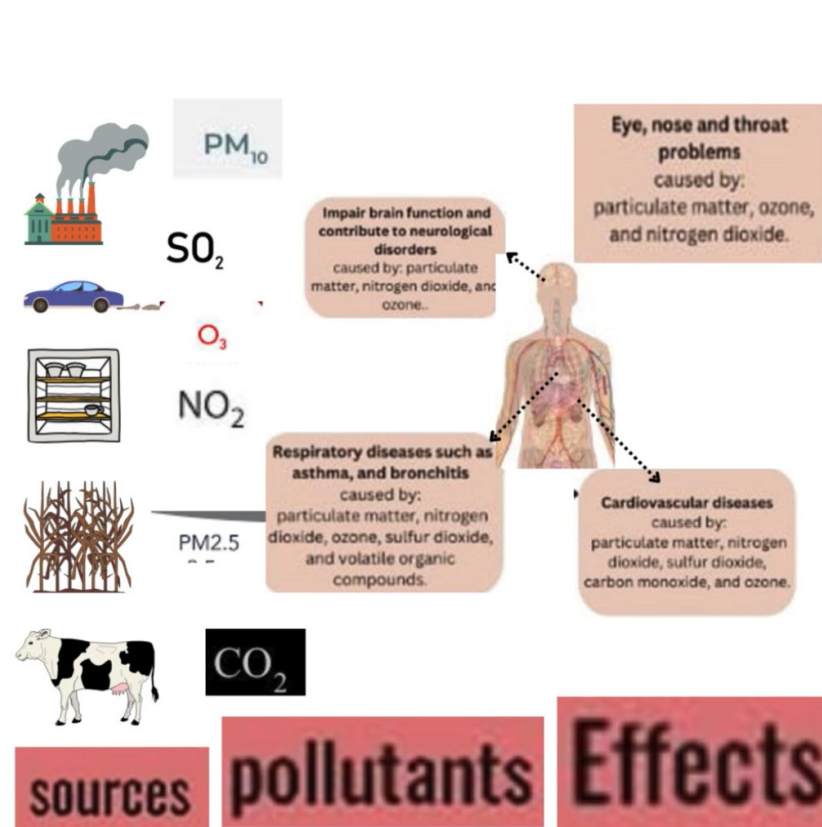 PM₁₀
SO₂
O₃
NO₂
PM2.5
CO₂
Impair brain function and
contribute to neurological
disorders
caused by: particulate
matter, nitrogen dioxide, and
ozone..
Eye, nose and throat
problems
caused by:
particulate matter, ozone,
and nitrogen dioxide.
Respiratory diseases such as
asthma, and bronchitis
caused by:
particulate matter, nitrogen
dioxide, ozone, sulfur dioxide,
and volatile organic
compounds.
Cardiovascular diseases
caused by:
particulate matter, nitrogen
dioxide, sulfur dioxide,
carbon monoxide, and ozone.
sources
pollutants
Effects